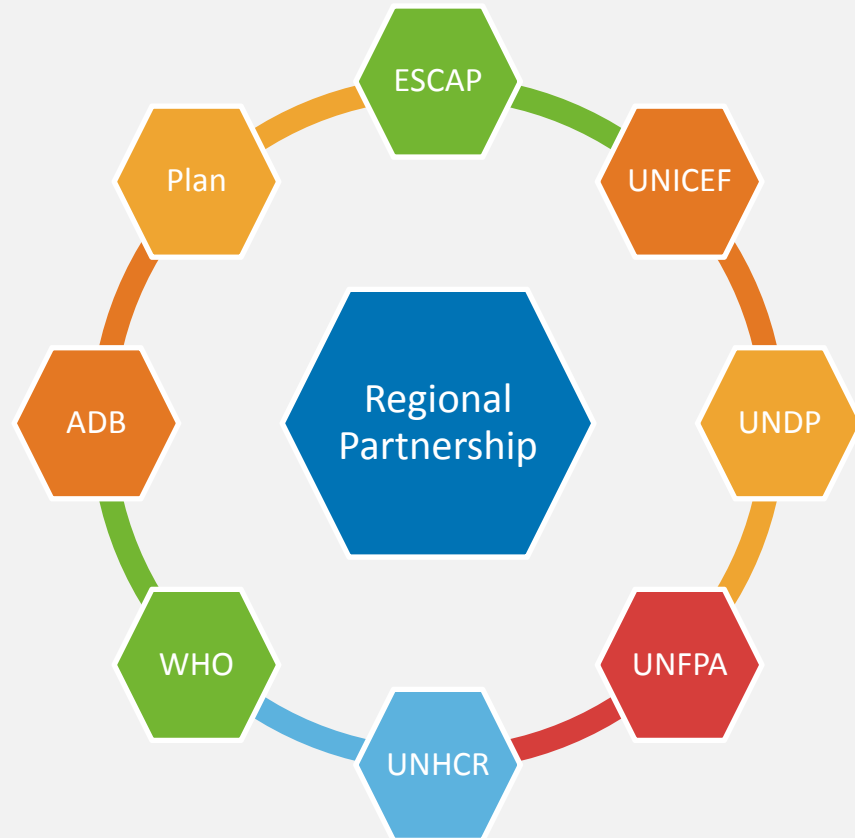 ESCAP
UNICEF
UNDP
UNFPA
UNHCR
WHO
ADB
Plan
Regional
Partnership